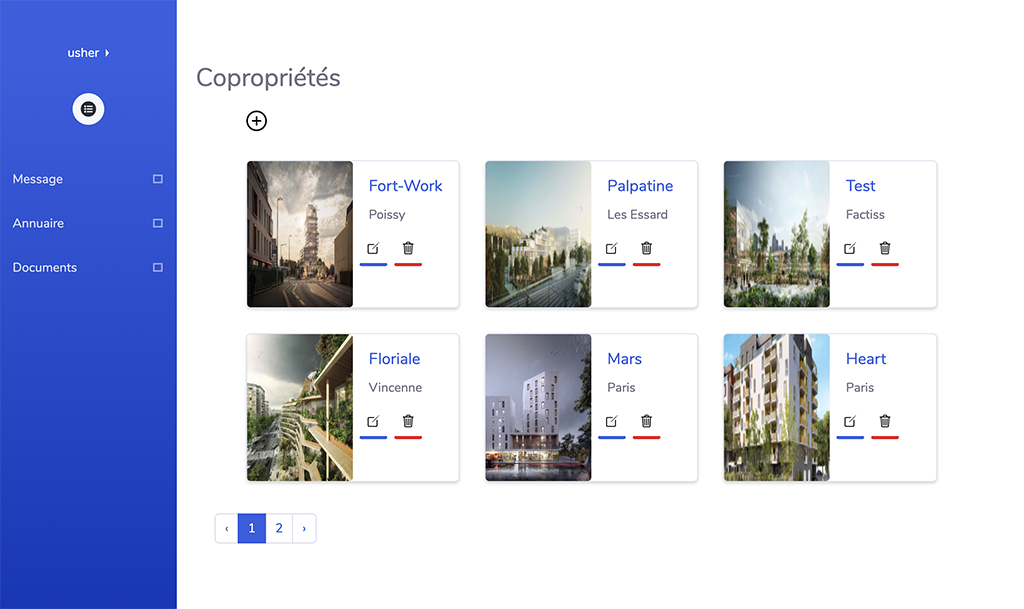 usher
Message
Annuaire
Documents
Copropriétés
Fort-Work
Poissy
Palpatine
Les Essard
Test
Factiss
Floriale
Vincenne
Mars
Paris
Heart
Paris
‹ 1 2 ›